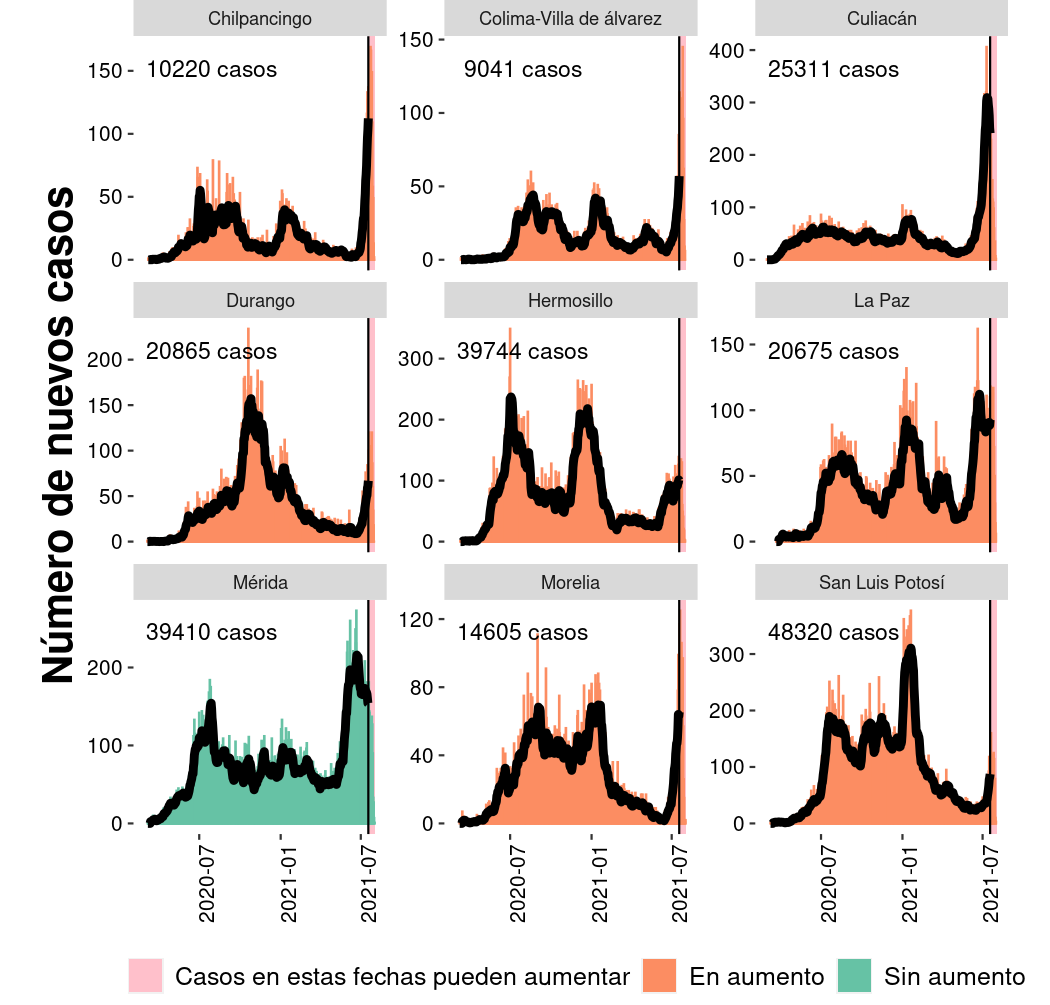 Número de nuevos casos
Chilpancingo
10220 casos
150
100
50
0
Colima-Villa de álvarez
9041 casos
150
100
50
0
Culiacán
25311 casos
400
300
200
100
0
Durango
20865 casos
200
150
100
50
0
Hermosillo
39744 casos
300
200
100
0
La Paz
20675 casos
150
100
50
0
Mérida
39410 casos
200
100
0
2020-07
2021-01
2021-07
Morelia
14605 casos
120
80
40
0
2020-07
2021-01
2021-07
San Luis Potosí
48320 casos
300
200
100
0
2020-07
2021-01
2021-07
Casos en estas fechas pueden aumentar
En aumento
Sin aumento